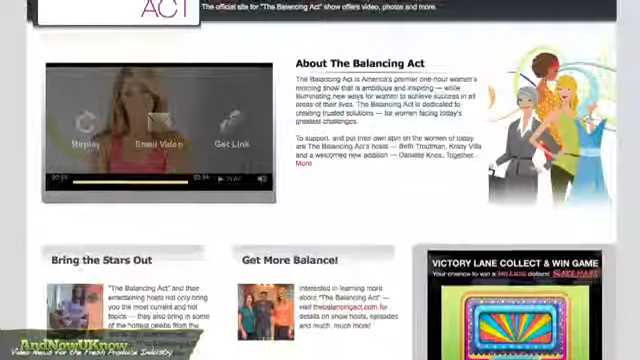 ACT
The official site for "The Balancing Act" show offers video, photos and more.
About The Balancing Act
The Balancing Act is America's premier one-hour women's
morning show that is ambitious and inspiring — while
illuminating new ways for women to achieve success in all
areas of their lives. The Balancing Act is dedicated to
creating trusted solutions — for women facing today's
greatest challenges.
To support, and put their own spin on the women of today
are The Balancing Act's hosts — Beth Troutman, Kristy Villa
and a welcomed new addition — Danielle Knox. Together...
More
Replay
Email Video
Get Link
PLAY
Bring the Stars Out
"The Balancing Act" and their
entertaining hosts not only bring
you the most current and hot
topics — they also bring in some
of the hottest celebs from the
Get More Balance!
Interested in learning more
about "The Balancing Act" —
visit thebalancingact.com for
details on show hosts, episodes
and much, much more!
VICTORY LANE COLLECT & WIN GAME
Your chance to win a MILLION dollars!
AndNowUKnow
Video News for the Fresh Produce Industry